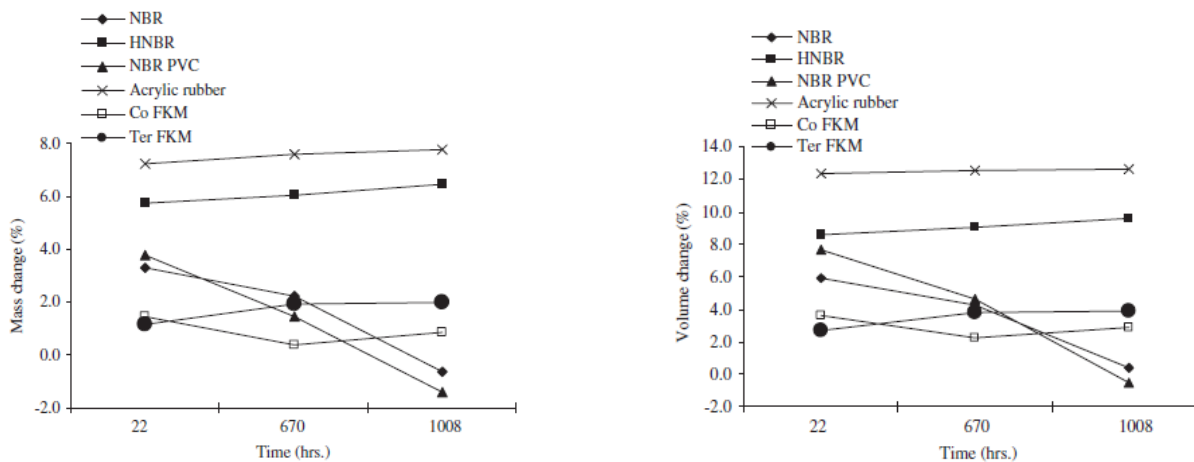 NBR
HNBR
NBR PVC
Acrylic rubber
Co FKM
Ter FKM
8.0
6.0
4.0
2.0
0.0
-2.0
Mass change (%)
22 670 1008
Time (hrs.)
NBR
HNBR
NBR PVC
Acrylic rubber
Co FKM
Ter FKM
14.0
12.0
10.0
8.0
6.0
4.0
2.0
0.0
-2.0
Volume change (%)
22 670 1008
Time (hrs.)